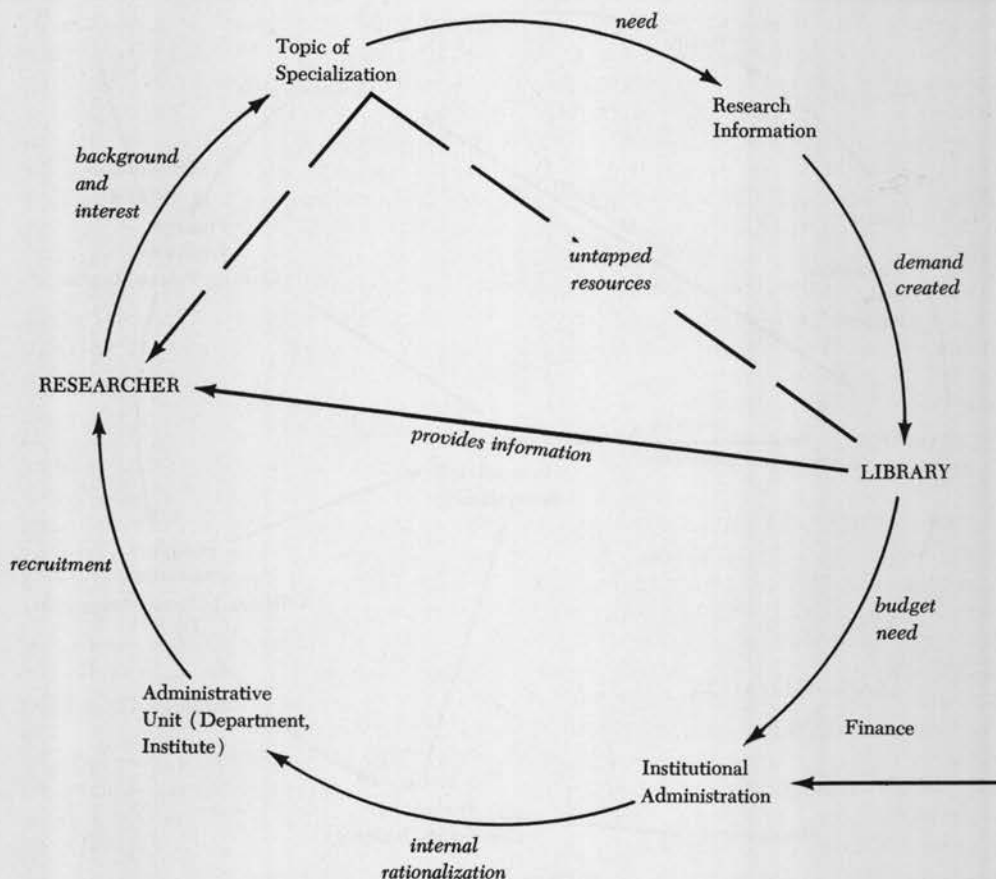 need
Topic of
Specialization
Research
Information
background
and
interest
untapped
resources
demand
created
RESEARCHER
provides information
LIBRARY
recruitment
budget
need
Administrative
Unit (Department,
Institute)
Finance
Institutional
Administration
internal
rationalization